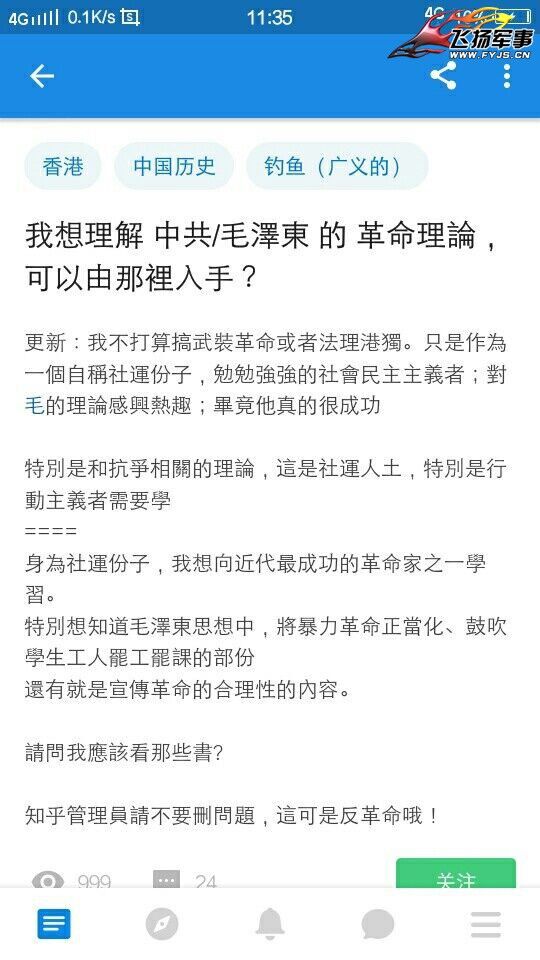 4G 0.1K/s 11:35 4G
飞扬军事
WWW.FYJS.CN
香港 中国历史 钓鱼（广义的）
我想理解 中共/毛澤東 的 革命理論，
可以由那裡入手？
更新：我不打算搞武裝革命或者法理港獨。只是作為
一個自稱社運份子，勉勉強強的社會民主主義者；對
毛的理論感興熱趣；畢竟他真的很成功
特別是和抗爭相關的理論，這是社運人土，特別是行
動主義者需要學
====
身為社運份子，我想向近代最成功的革命家之一學
習。
特別想知道毛澤東思想中，將暴力革命正當化、鼓吹
學生工人罷工罷課的部份
還有就是宣傳革命的合理性的內容。
請問我應該看那些書?
知乎管理員請不要刪問題，這可是反革命哦！
999 24 关注